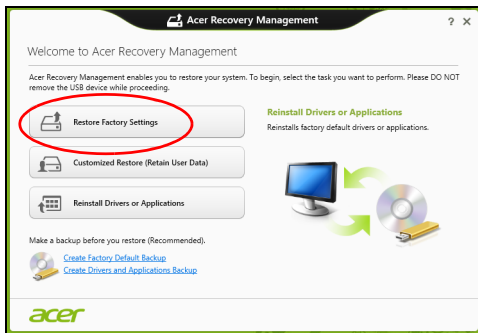 Acer Recovery Management
? X
Welcome to Acer Recovery Management
Acer Recovery Management enables you to restore your system. To begin, select the task you want to perform. Please DO NOT
remove the USB device while proceeding.
Restore Factory Settings
Reinstall Drivers or Applications
Reinstalls factory default drivers or applications.
Customized Restore (Retain User Data)
Reinstall Drivers or Applications
Make a backup before you restore (Recommended).
Create Factory Default Backup
Create Drivers and Applications Backup
acer